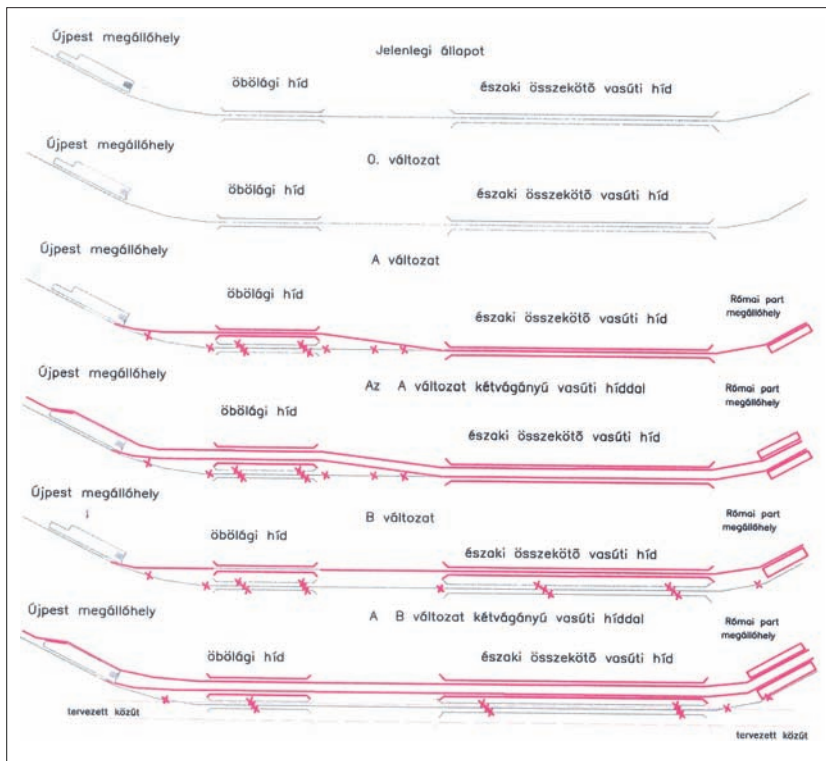 Újpest megállóhely
Jelenlegi állapot
öbölági híd
északi összekötő vasúti híd
Újpest megállóhely
0. változat
öbölági híd
északi összekötő vasúti híd
Újpest megállóhely
A változat
öbölági híd
északi összekötő vasúti híd
Római part
megállóhely
Újpest megállóhely
Az A változat kétvágányú vasúti híddal
öbölági híd
északi összekötő vasúti híd
Római part
megállóhely
Újpest megállóhely
B változat
öbölági híd
északi összekötő vasúti híd
Római part
megállóhely
Újpest megállóhely
A B változat kétvágányú vasúti híddal
öbölági híd
északi összekötő vasúti híd
Római part
megállóhely
tervezett közút
tervezett közút